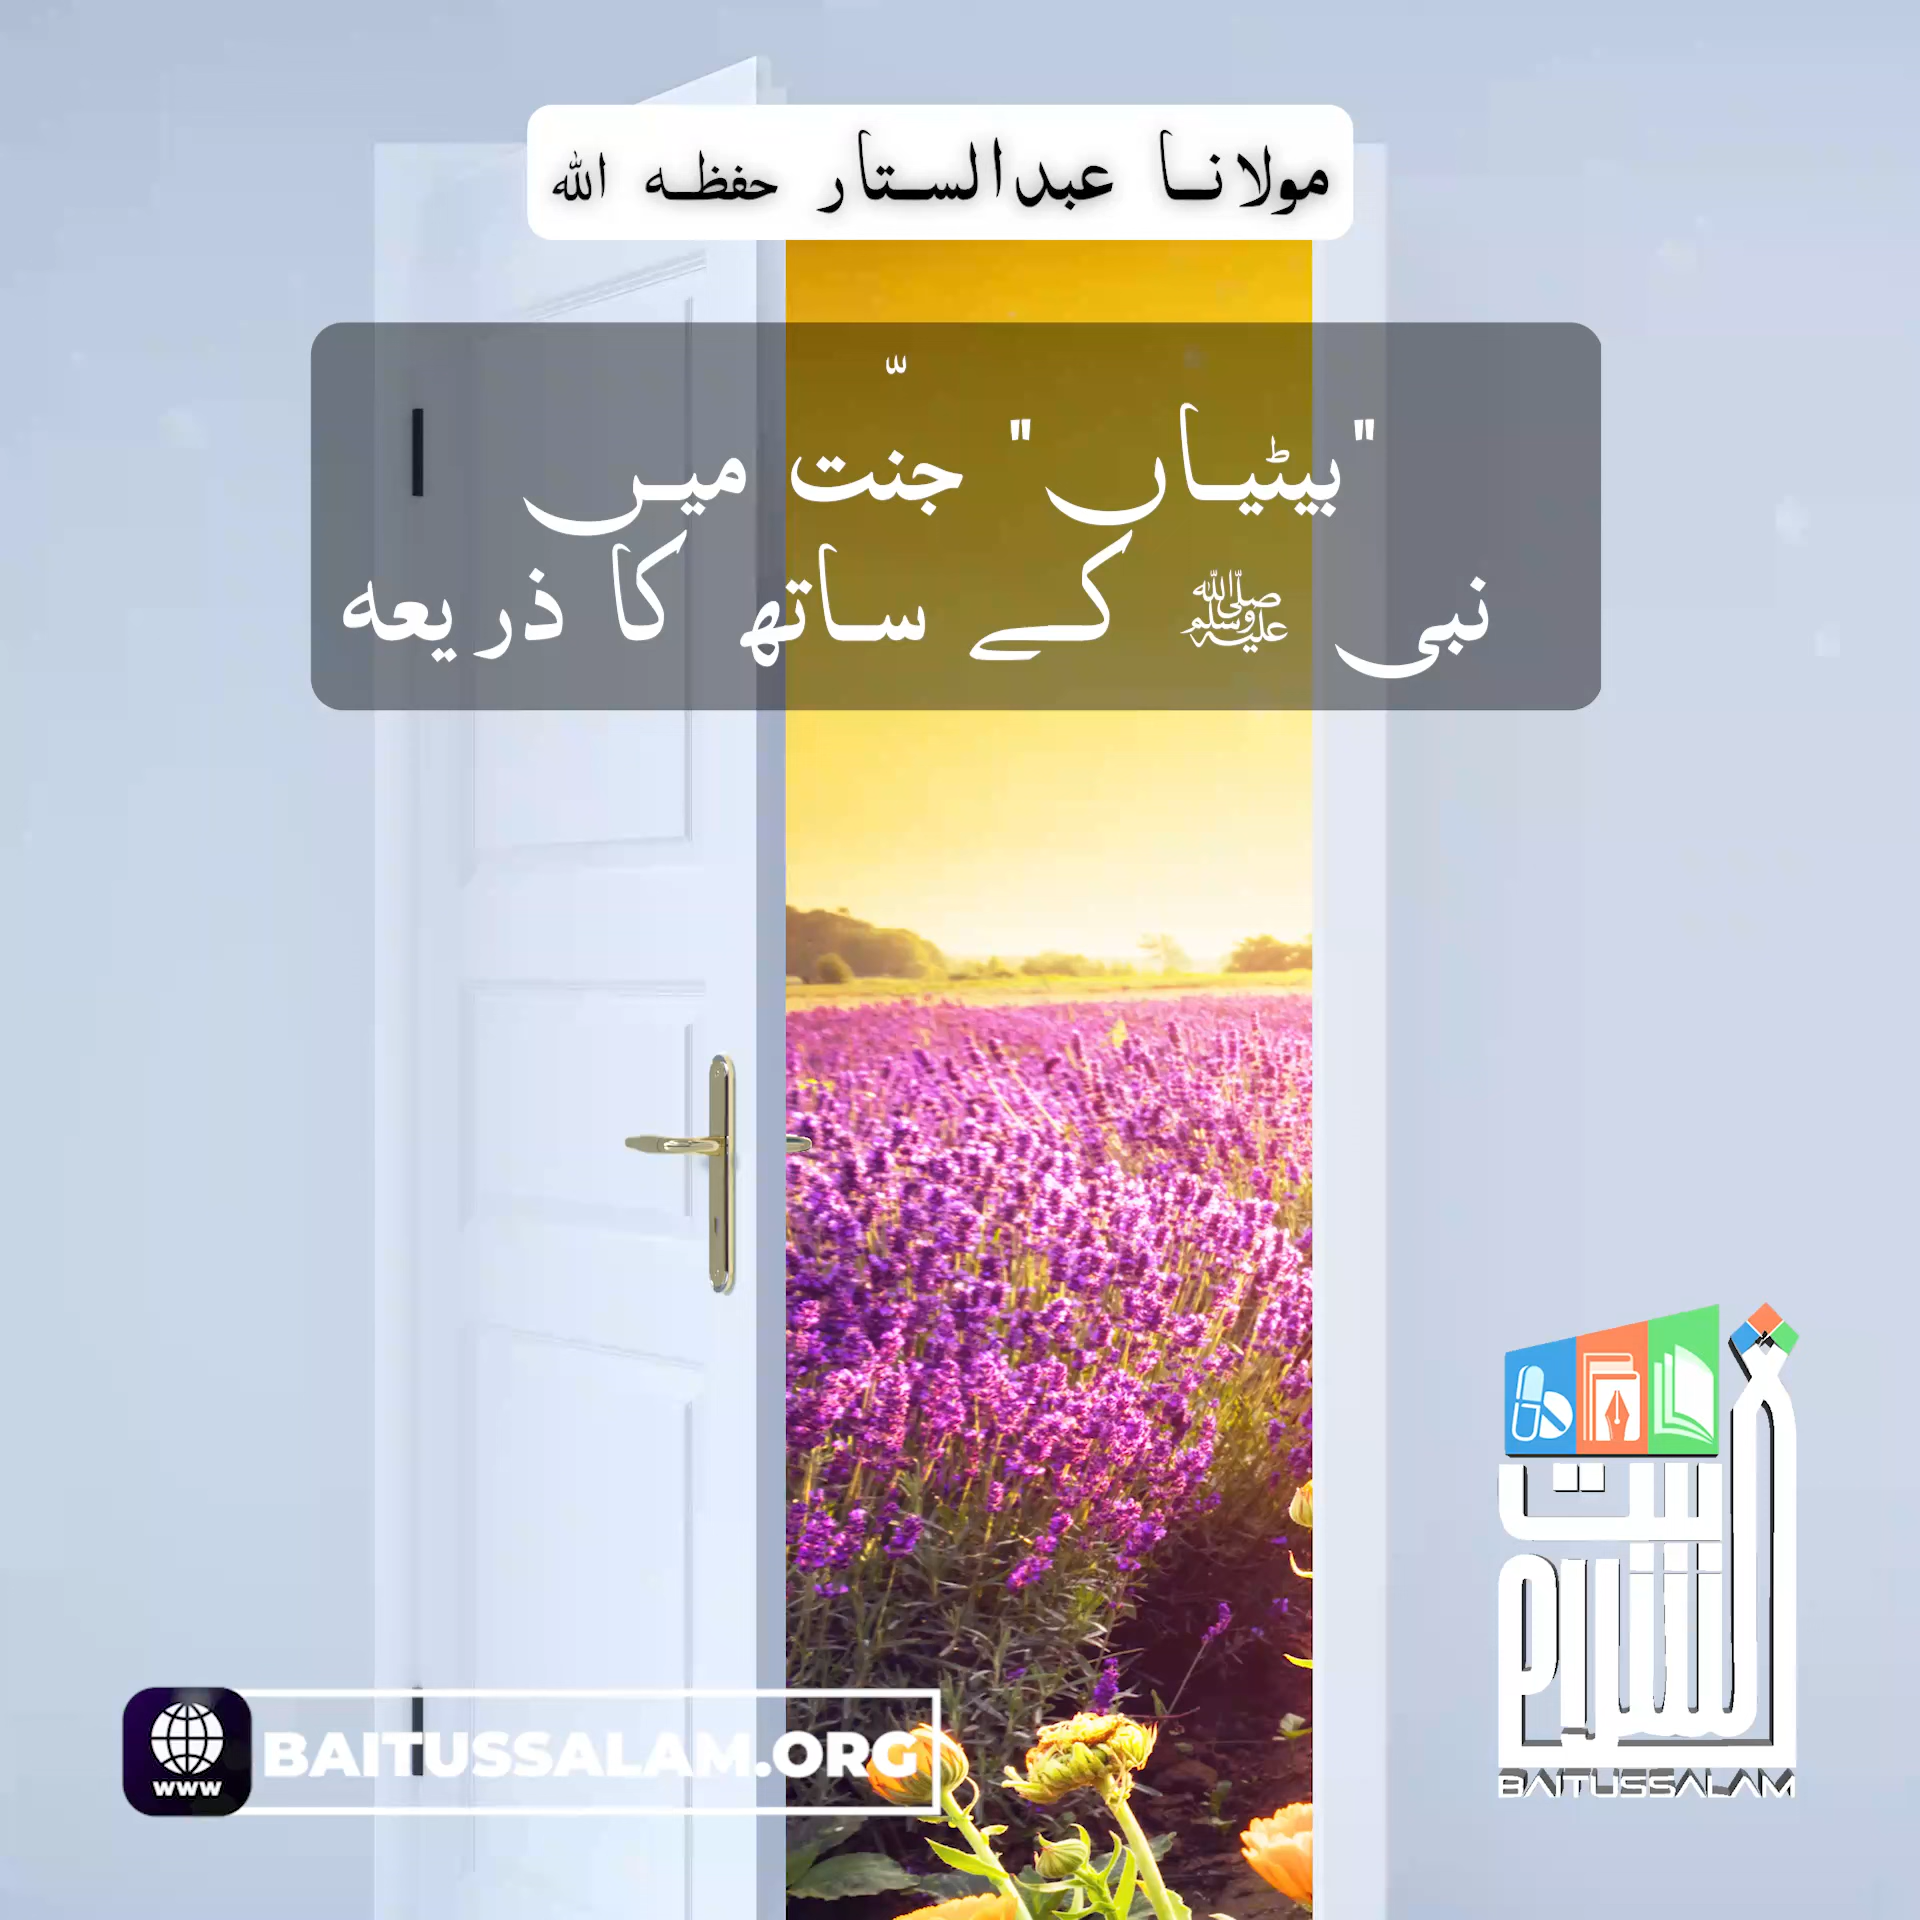 مولانا عبدالستار حفظہ اللہ
"بیٹیاں" جنّت میں
نبی ﷺ کے ساتھ کا ذریعہ
بیت السلام
BAITUSSALAM
WWW
BAITUSSALAM.ORG